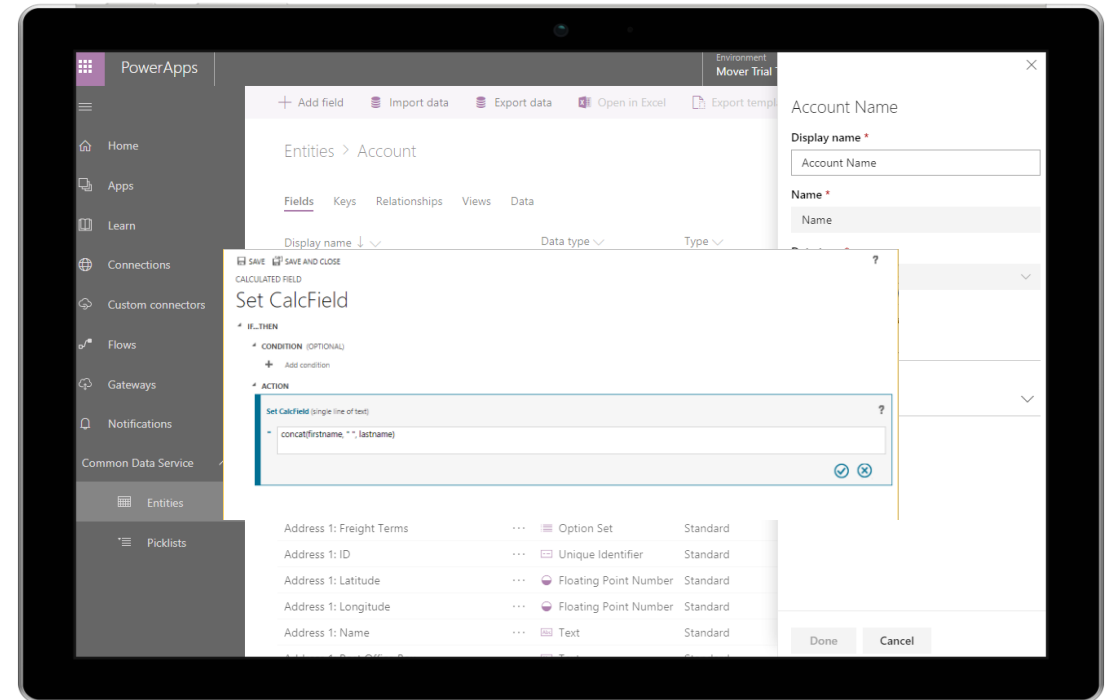 PowerApps
Environment
Mover Trial
Add field Import data Export data Open in Excel Export templ
Entities > Account
Fields Keys Relationships Views Data
Display name ↓ Data type Type
Home
Apps
Learn
Connections
Custom connectors
Flows
Gateways
Notifications
Common Data Service
Entities
Picklists
SAVE SAVE AND CLOSE ?
CALCULATED FIELD
Set CalcField
IF...THEN
CONDITION (OPTIONAL)
+ Add condition
ACTION
Set CalcField (single line of text) ?
= concat(firstname, " ", lastname)
Address 1: Freight Terms ... Option Set Standard
Address 1: ID ... Unique Identifier Standard
Address 1: Latitude ... Floating Point Number Standard
Address 1: Longitude ... Floating Point Number Standard
Address 1: Name ... Abc Text Standard
Account Name
Display name *
Account Name
Name *
Name
Done Cancel